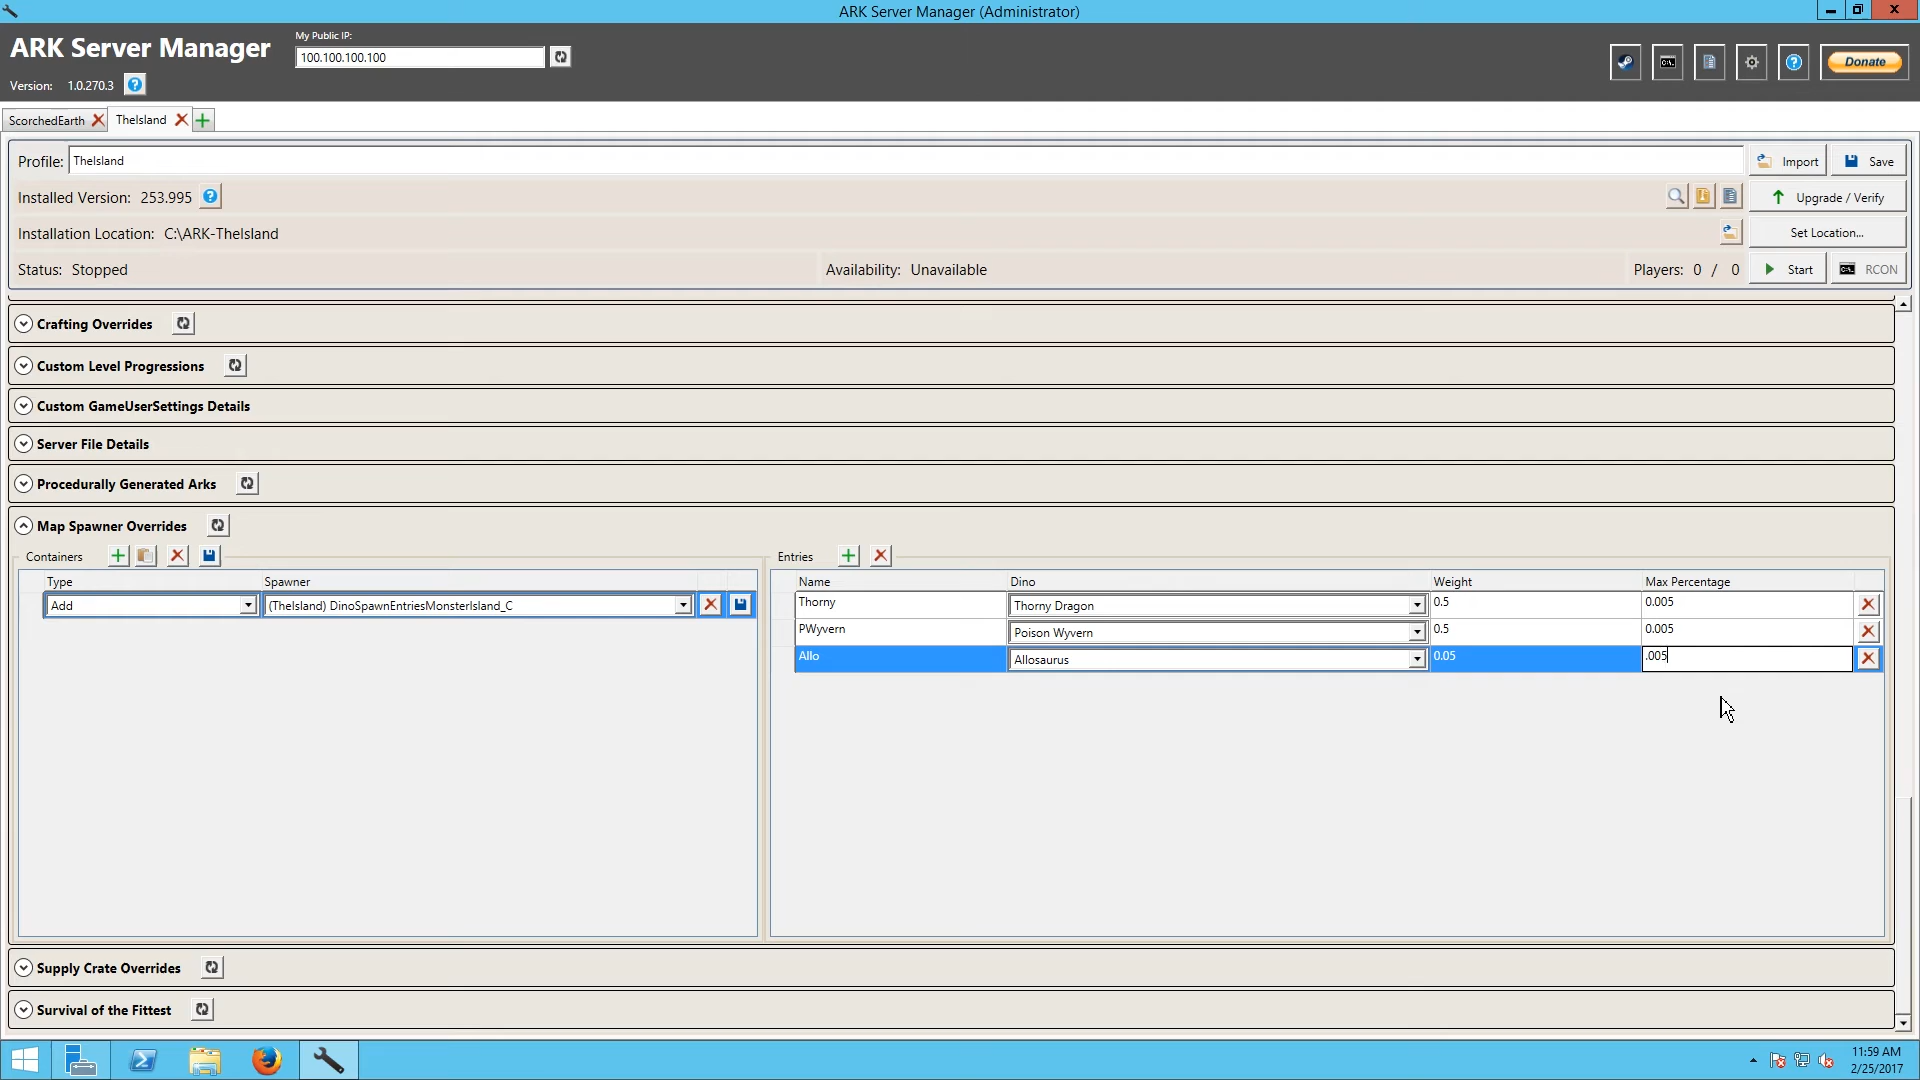 ARK Server Manager (Administrator)
ARK Server Manager
My Public IP:
100.100.100.100
Version: 1.0.270.3
Donate
ScorchedEarth
TheIsland
Profile: TheIsland
Import
Save
Installed Version: 253.995
Upgrade / Verify
Installation Location: C:\ARK-TheIsland
Set Location...
Status: Stopped
Availability: Unavailable
Players: 0 / 0
Start
RCON
Crafting Overrides
Custom Level Progressions
Custom GameUserSettings Details
Server File Details
Procedurally Generated Arks
Map Spawner Overrides
Containers
Entries
Type Spawner
Name Dino Weight Max Percentage
Add (TheIsland) DinoSpawnEntriesMonsterIsland_C
Thorny Thorny Dragon 0.5 0.005
PWyvern Poison Wyvern 0.5 0.005
Allo Allosaurus 0.05 .005
Supply Crate Overrides
Survival of the Fittest
11:59 AM
2/25/2017